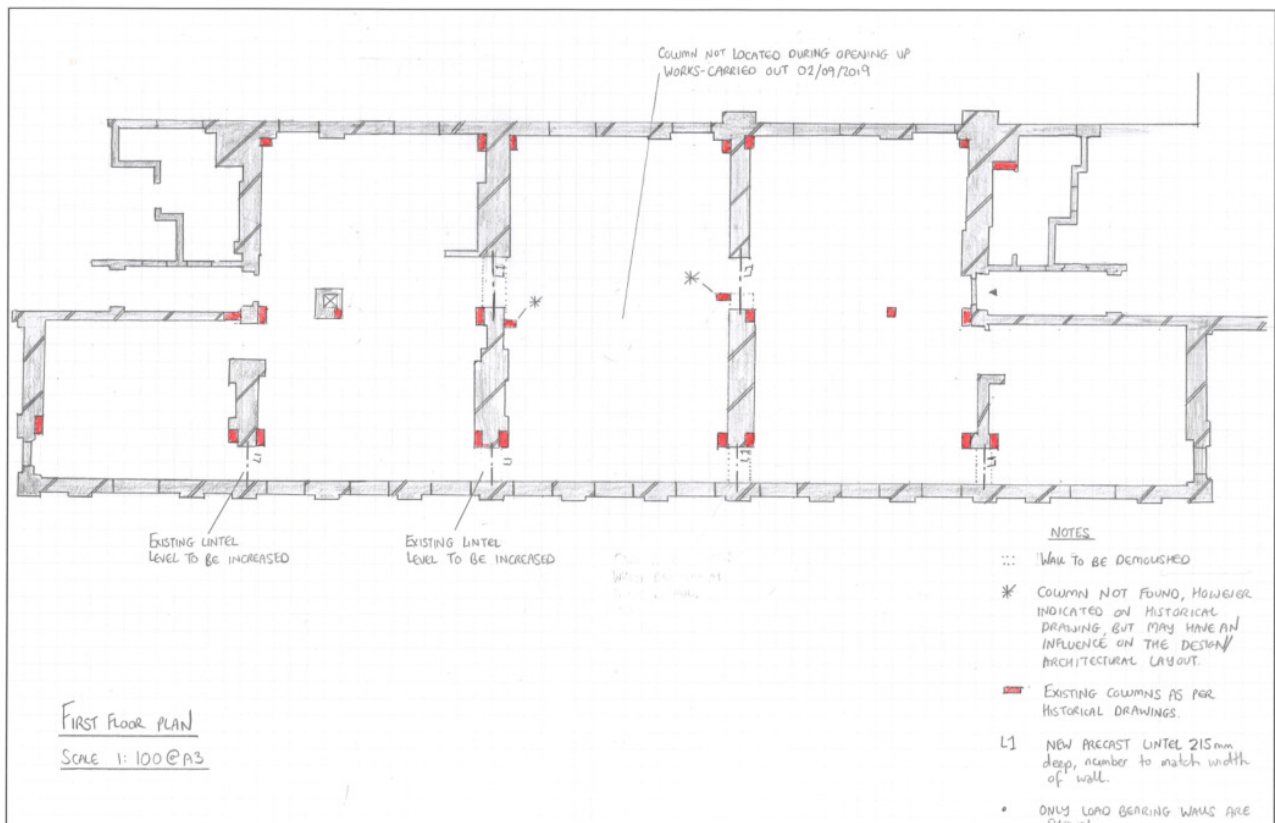 COLUMN NOT LOCATED DURING OPENING UP
WORKS-CARRIED OUT 02/09/2019
L1
L1
L1
L1
L1
L1
EXISTING LINTEL
LEVEL TO BE INCREASED
EXISTING LINTEL
LEVEL TO BE INCREASED
NOTES
WALL TO BE DEMOLISHED
* COLUMN NOT FOUND, HOWEVER
INDICATED ON HISTORICAL
DRAWING, BUT MAY HAVE AN
INFLUENCE ON THE DESIGN/
ARCHITECTURAL LAYOUT.
EXISTING COLUMNS AS PER
HISTORICAL DRAWINGS.
L1 NEW PRECAST LINTEL 215mm
deep, number to match width
of wall.
• ONLY LOAD BEARING WALLS ARE
FIRST FLOOR PLAN
SCALE 1:100@A3